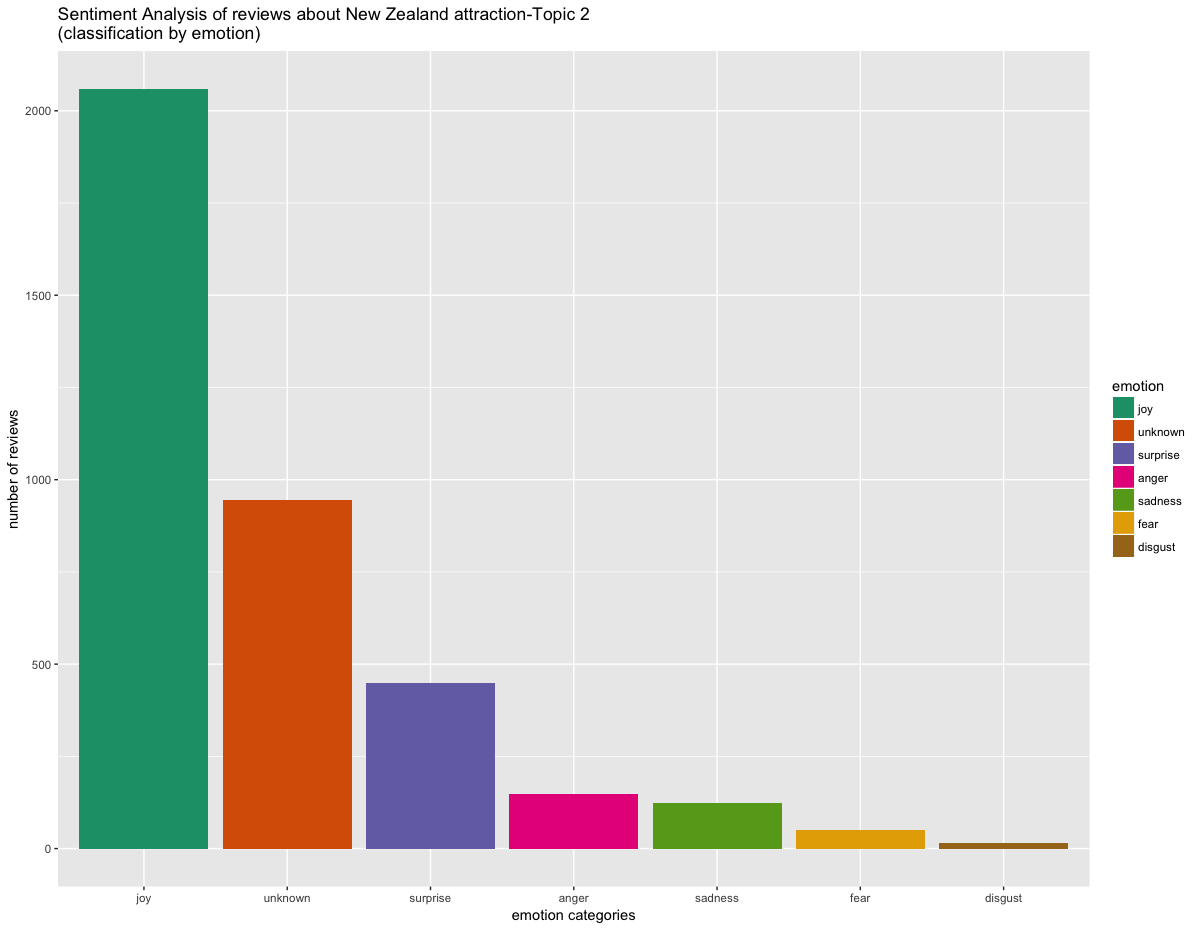 Sentiment Analysis of reviews about New Zealand attraction-Topic 2
(classification by emotion)
number of reviews
2000
1500
1000
500
0
joy
unknown
surprise
anger
sadness
fear
disgust
emotion categories
emotion
joy
unknown
surprise
anger
sadness
fear
disgust